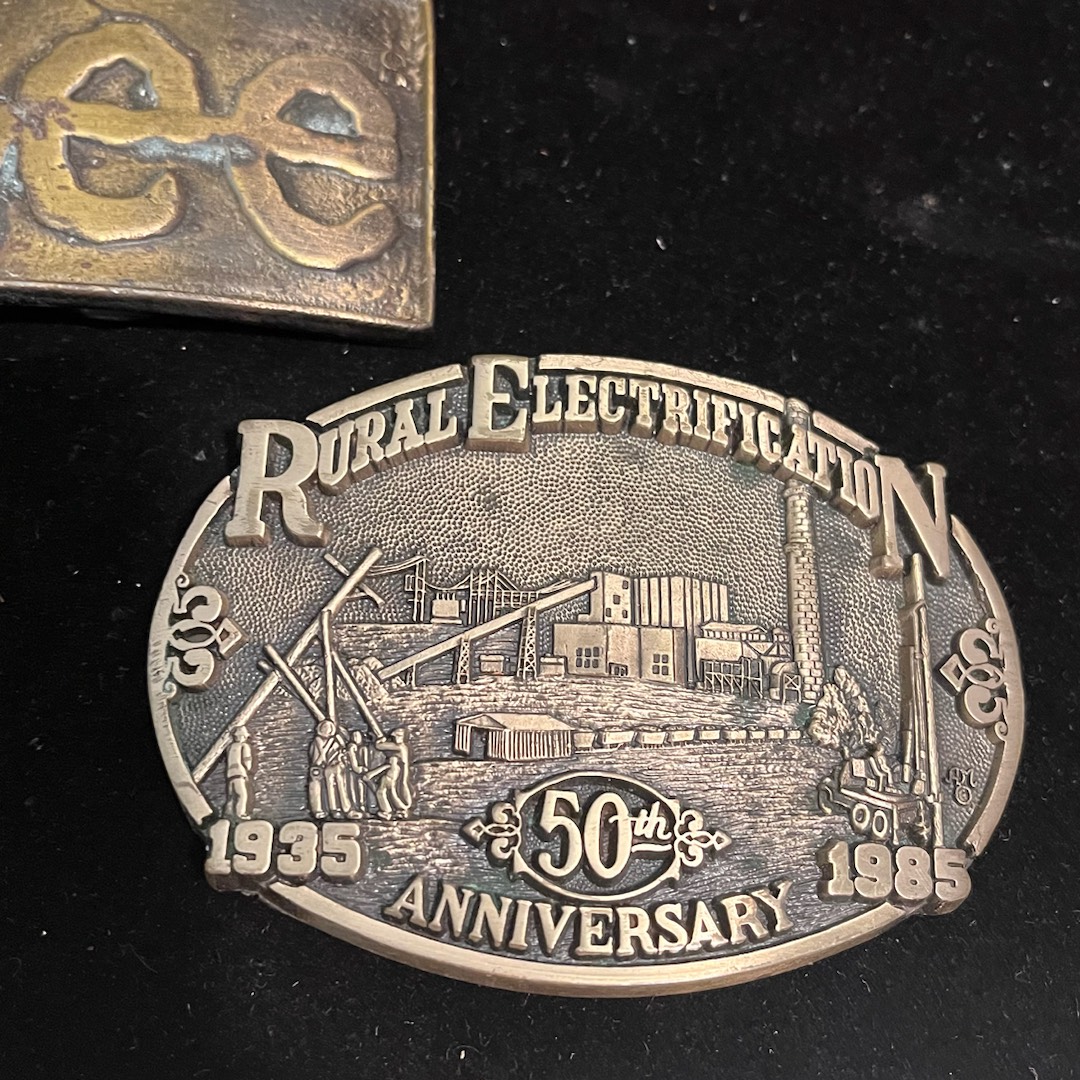 ee
RURAL ELECTRIFICATION
50th
1935
1985
ANNIVERSARY